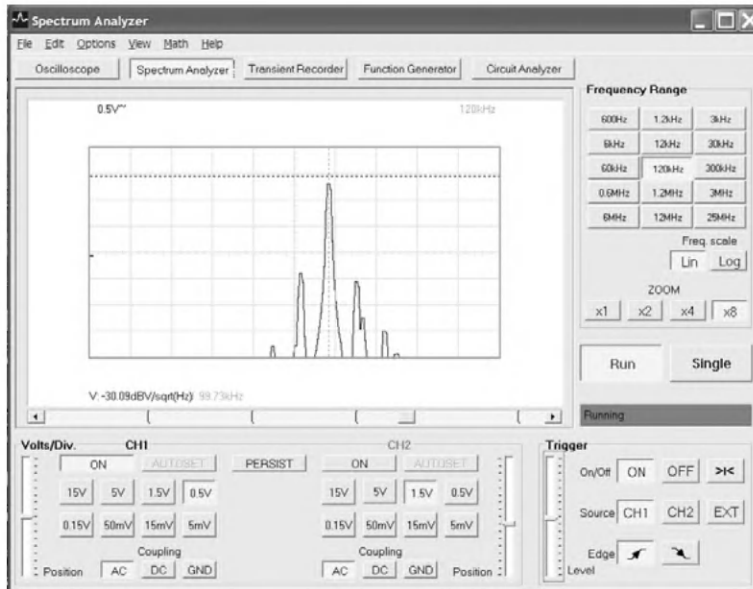 Spectrum Analyzer
File Edit Options View Math Help
Oscilloscope Spectrum Analyzer Transient Recorder Function Generator Circuit Analyzer
0.5V~ 120kHz
V: -30.09dBV/sqrt(Hz) 99.73kHz
Frequency Range
600Hz 1.2kHz 3kHz
6kHz 12kHz 30kHz
60kHz 120kHz 300kHz
0.6MHz 1.2MHz 3MHz
6MHz 12MHz 25MHz
Freq. scale
Lin Log
ZOOM
x1 x2 x4 x8
Run Single
Running
Volts/Div. CH1 CH2
ON AUTOSET PERSIST ON AUTOSET
15V 5V 1.5V 0.5V 15V 5V 1.5V 0.5V
0.15V 50mV 15mV 5mV 0.15V 50mV 15mV 5mV
Coupling Coupling
Position AC DC GND AC DC GND Position
Trigger
On/Off ON OFF
Source CH1 CH2 EXT
Edge
Level